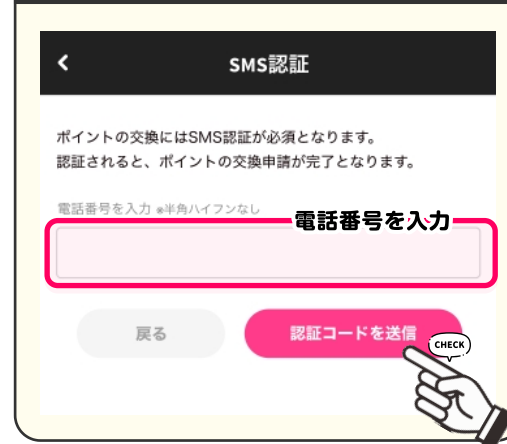 SMS認証
ポイントの交換にはSMS認証が必須となります。
認証されると、ポイントの交換申請が完了となります。
電話番号を入力 ※半角ハイフンなし
電話番号を入力
戻る
認証コードを送信
CHECK